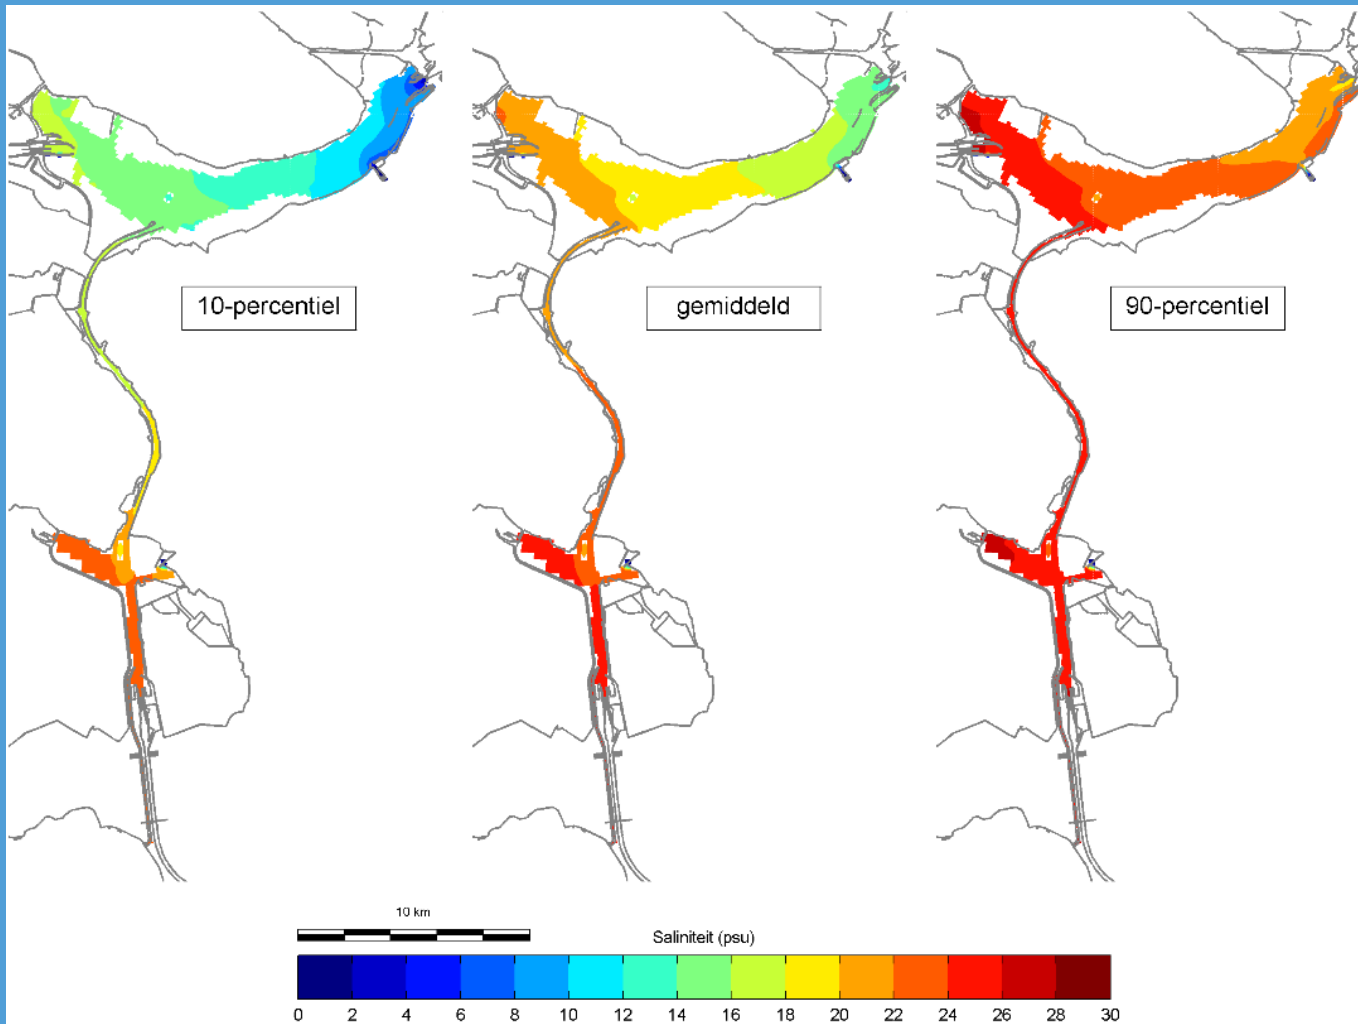 10-percentiel
gemiddeld
90-percentiel
10 km
Saliniteit (psu)
0 2 4 6 8 10 12 14 16 18 20 22 24 26 28 30